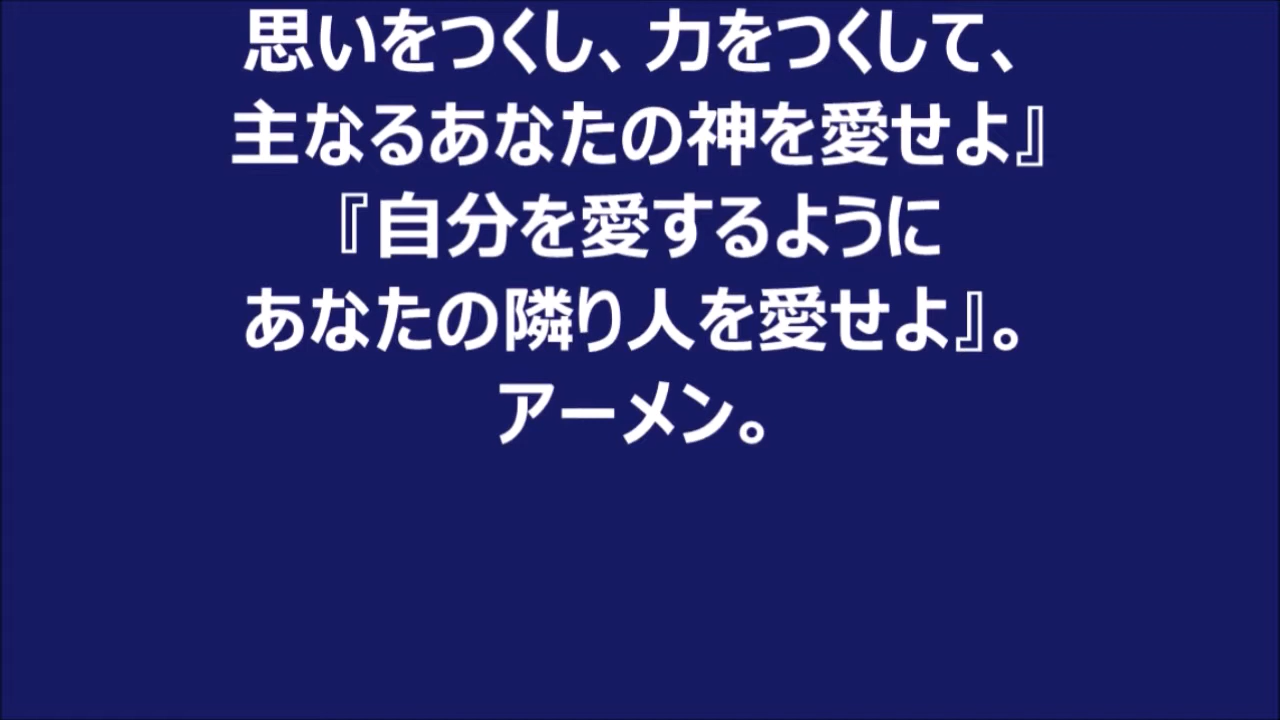 思いをつくし、力をつくして、
主なるあなたの神を愛せよ』
『自分を愛するように
あなたの隣り人を愛せよ』。
アーメン。